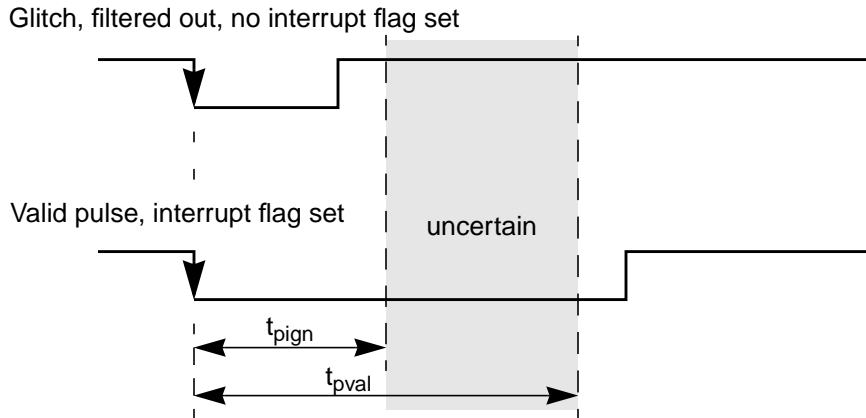 Glitch, filtered out, no interrupt flag set
Valid pulse, interrupt flag set
uncertain
tpign
tpval